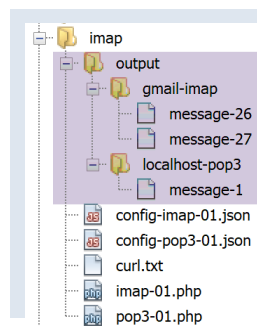 imap
output
gmail-imap
message-26
message-27
localhost-pop3
message-1
config-imap-01.json
config-pop3-01.json
curl.txt
imap-01.php
pop3-01.php